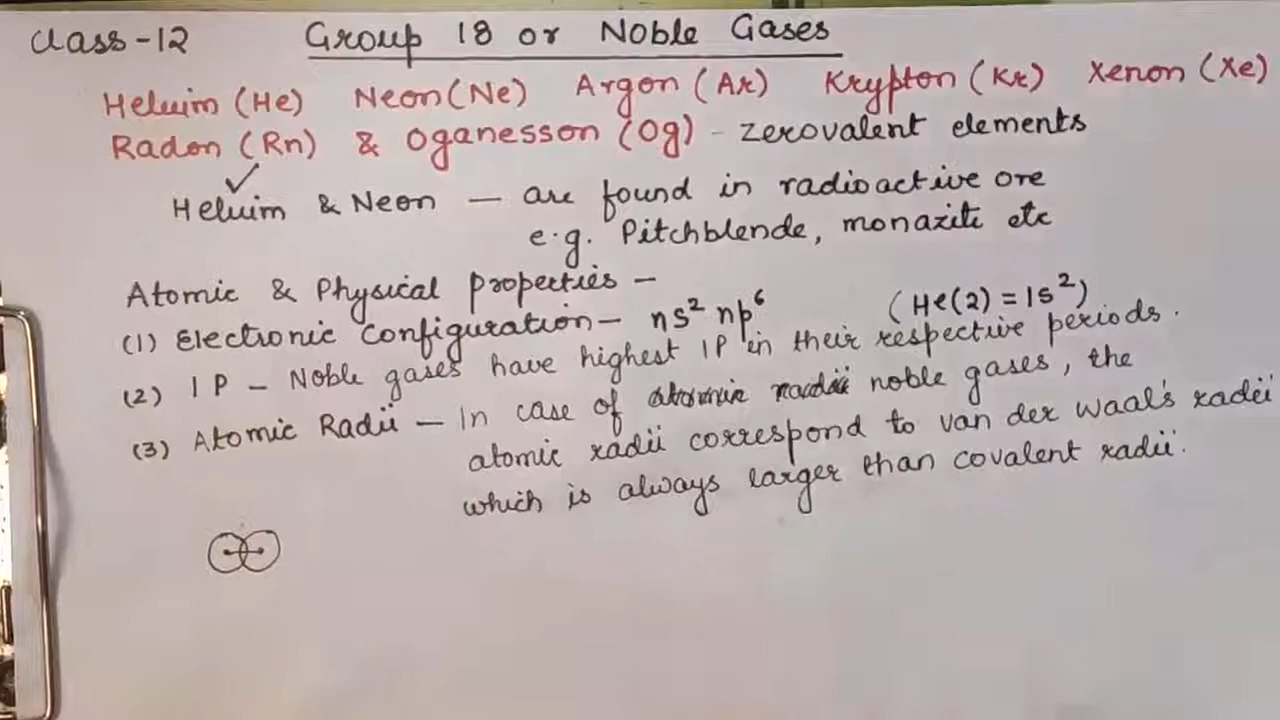 Class-12 Group 18 or Noble Gases
Heluim (He) Neon (Ne) Argon (Ar) Krypton (Kr) Xenon (Xe)
Radon (Rn) & Oganesson (Og) - zerovalent elements
Heluim & Neon — are found in radioactive ore
e.g. Pitchblende, monazite etc
Atomic & Physical properties —
(1) Electronic Configuration — ns² np⁶ (He(2) = 1s²)
(2) IP — Noble gases have highest IP in their respective periods.
(3) Atomic Radii — In case of atomic radii noble gases, the
atomic radii correspond to van der Waal's radii
which is always larger than covalent radii.